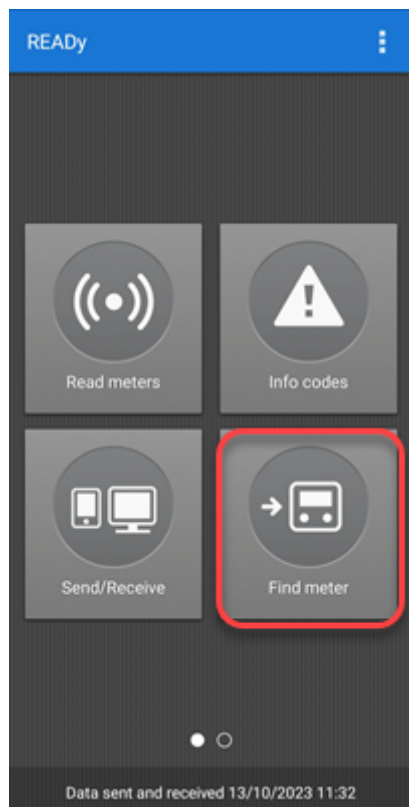 READy
Read meters
Info codes
Send/Receive
Find meter
Data sent and received 13/10/2023 11:32